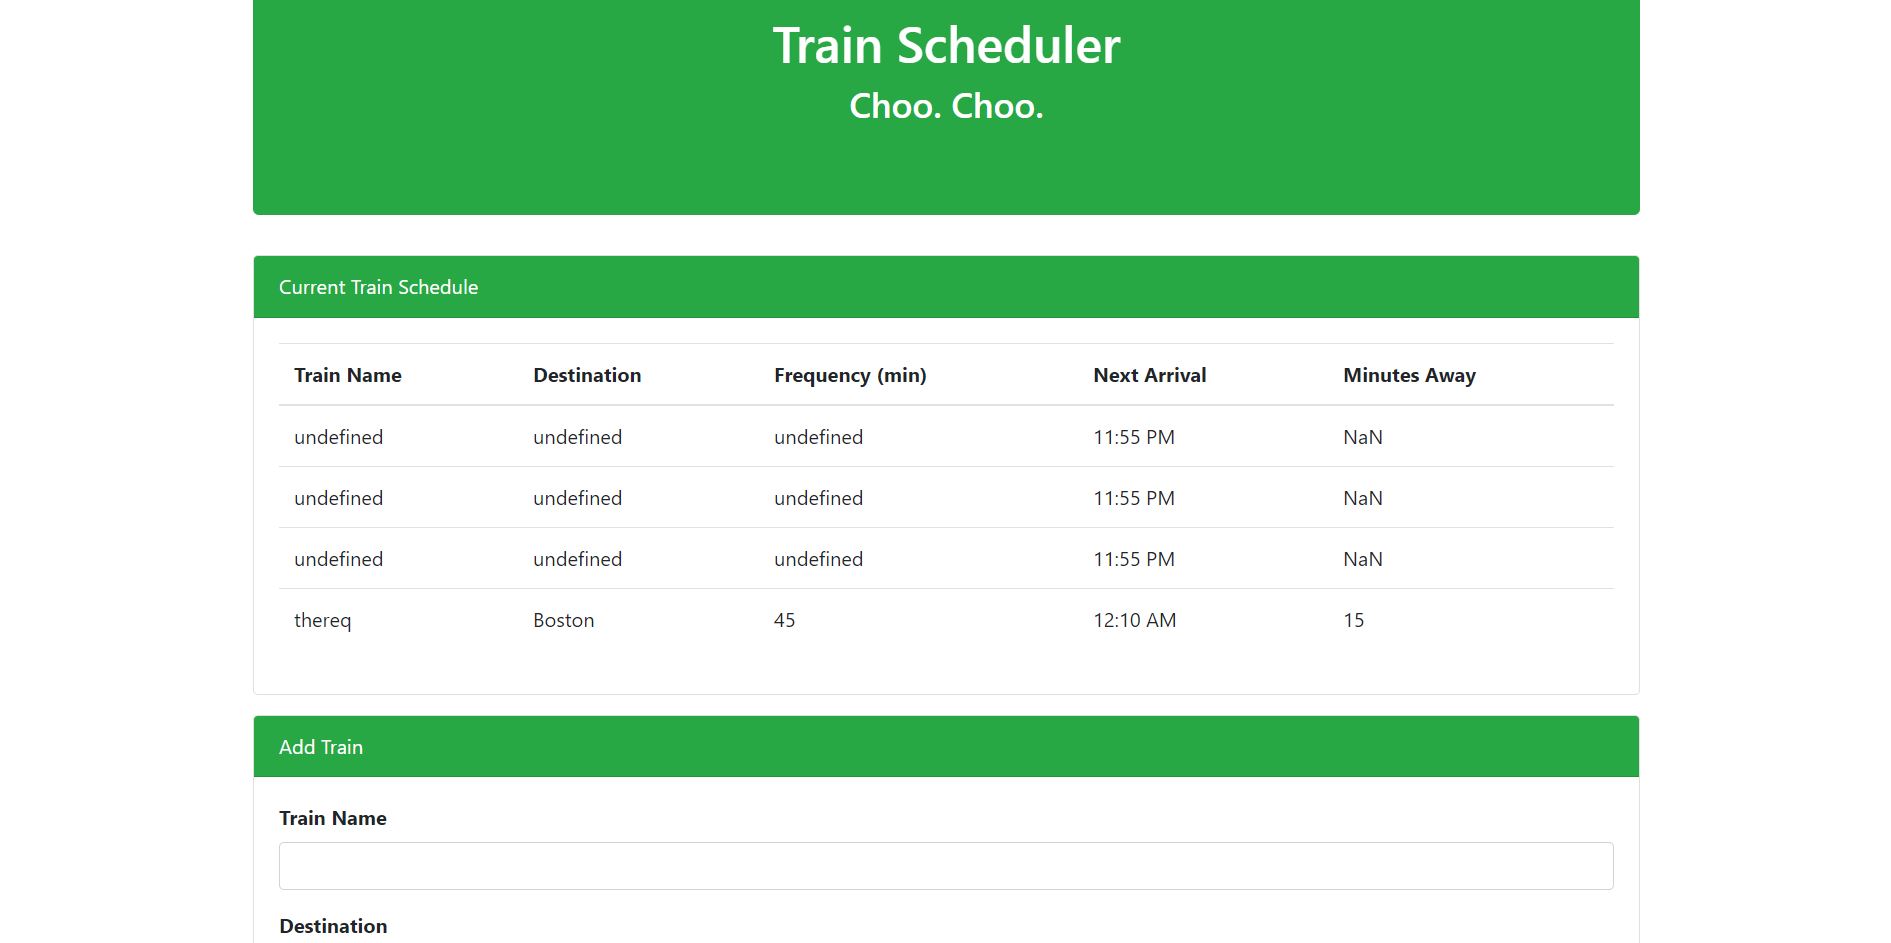 Train Scheduler
Choo. Choo.
Current Train Schedule
Train Name Destination Frequency (min) Next Arrival Minutes Away
undefined undefined undefined 11:55 PM NaN
undefined undefined undefined 11:55 PM NaN
undefined undefined undefined 11:55 PM NaN
thereq Boston 45 12:10 AM 15
Add Train
Train Name
Destination